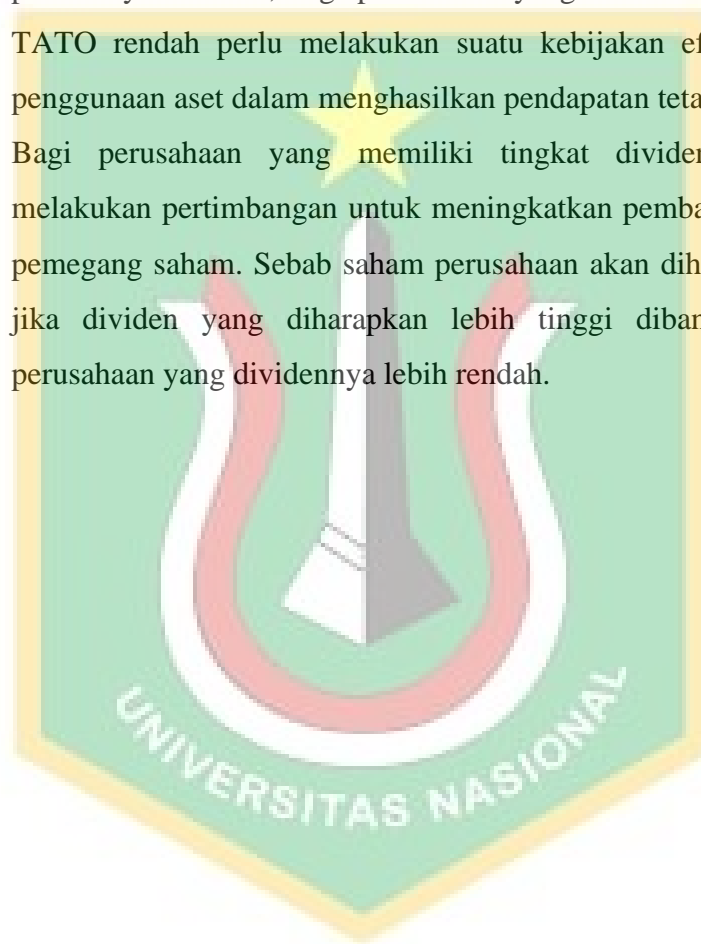 TATO rendah perlu melakukan suatu kebijakan
penggunaan aset dalam menghasilkan pendapatan
Bagi perusahaan yang memiliki tingkat
melakukan pertimbangan untuk meningkatkan
pemegang saham. Sebab saham perusahaan akan
jika dividen yang diharapkan lebih tinggi
perusahaan yang dividennya lebih rendah.
UNIVERSITAS NASIONAL